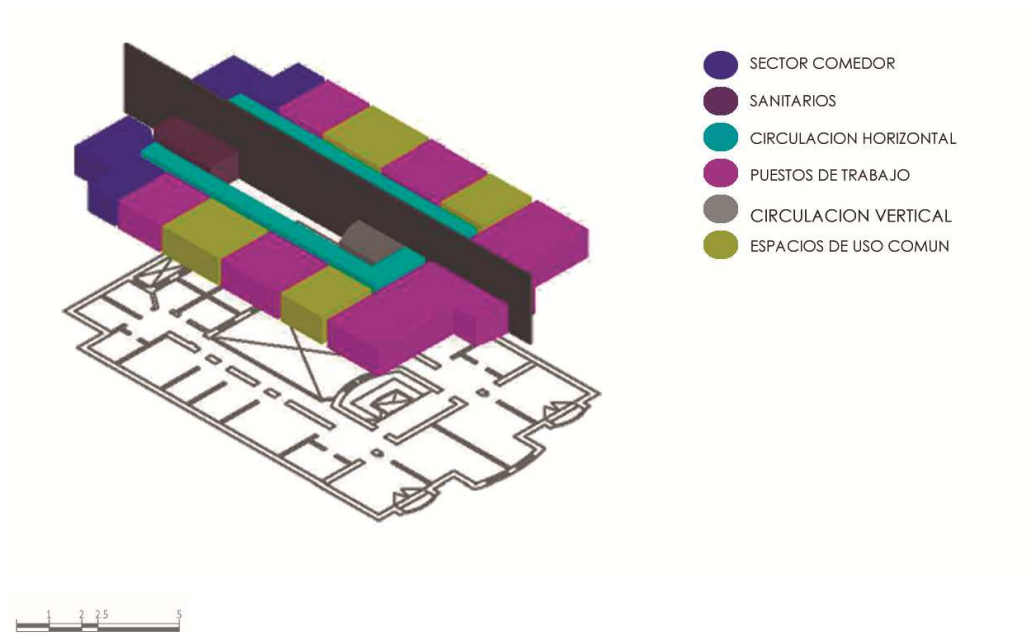 SECTOR COMEDOR
SANITARIOS
CIRCULACION HORIZONTAL
PUESTOS DE TRABAJO
CIRCULACION VERTICAL
ESPACIOS DE USO COMUN
1 2 2.5 5